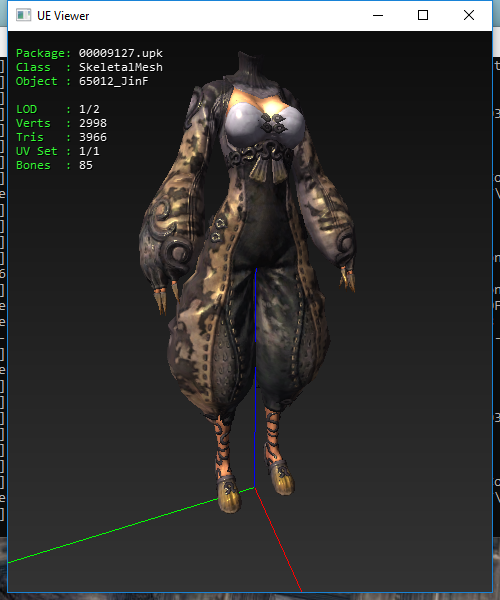 UE Viewer
Package: 00009127.upk
Class : SkeletalMesh
Object : 65012_JinF
LOD : 1/2
Verts : 2998
Tris : 3966
UV Set : 1/1
Bones : 85